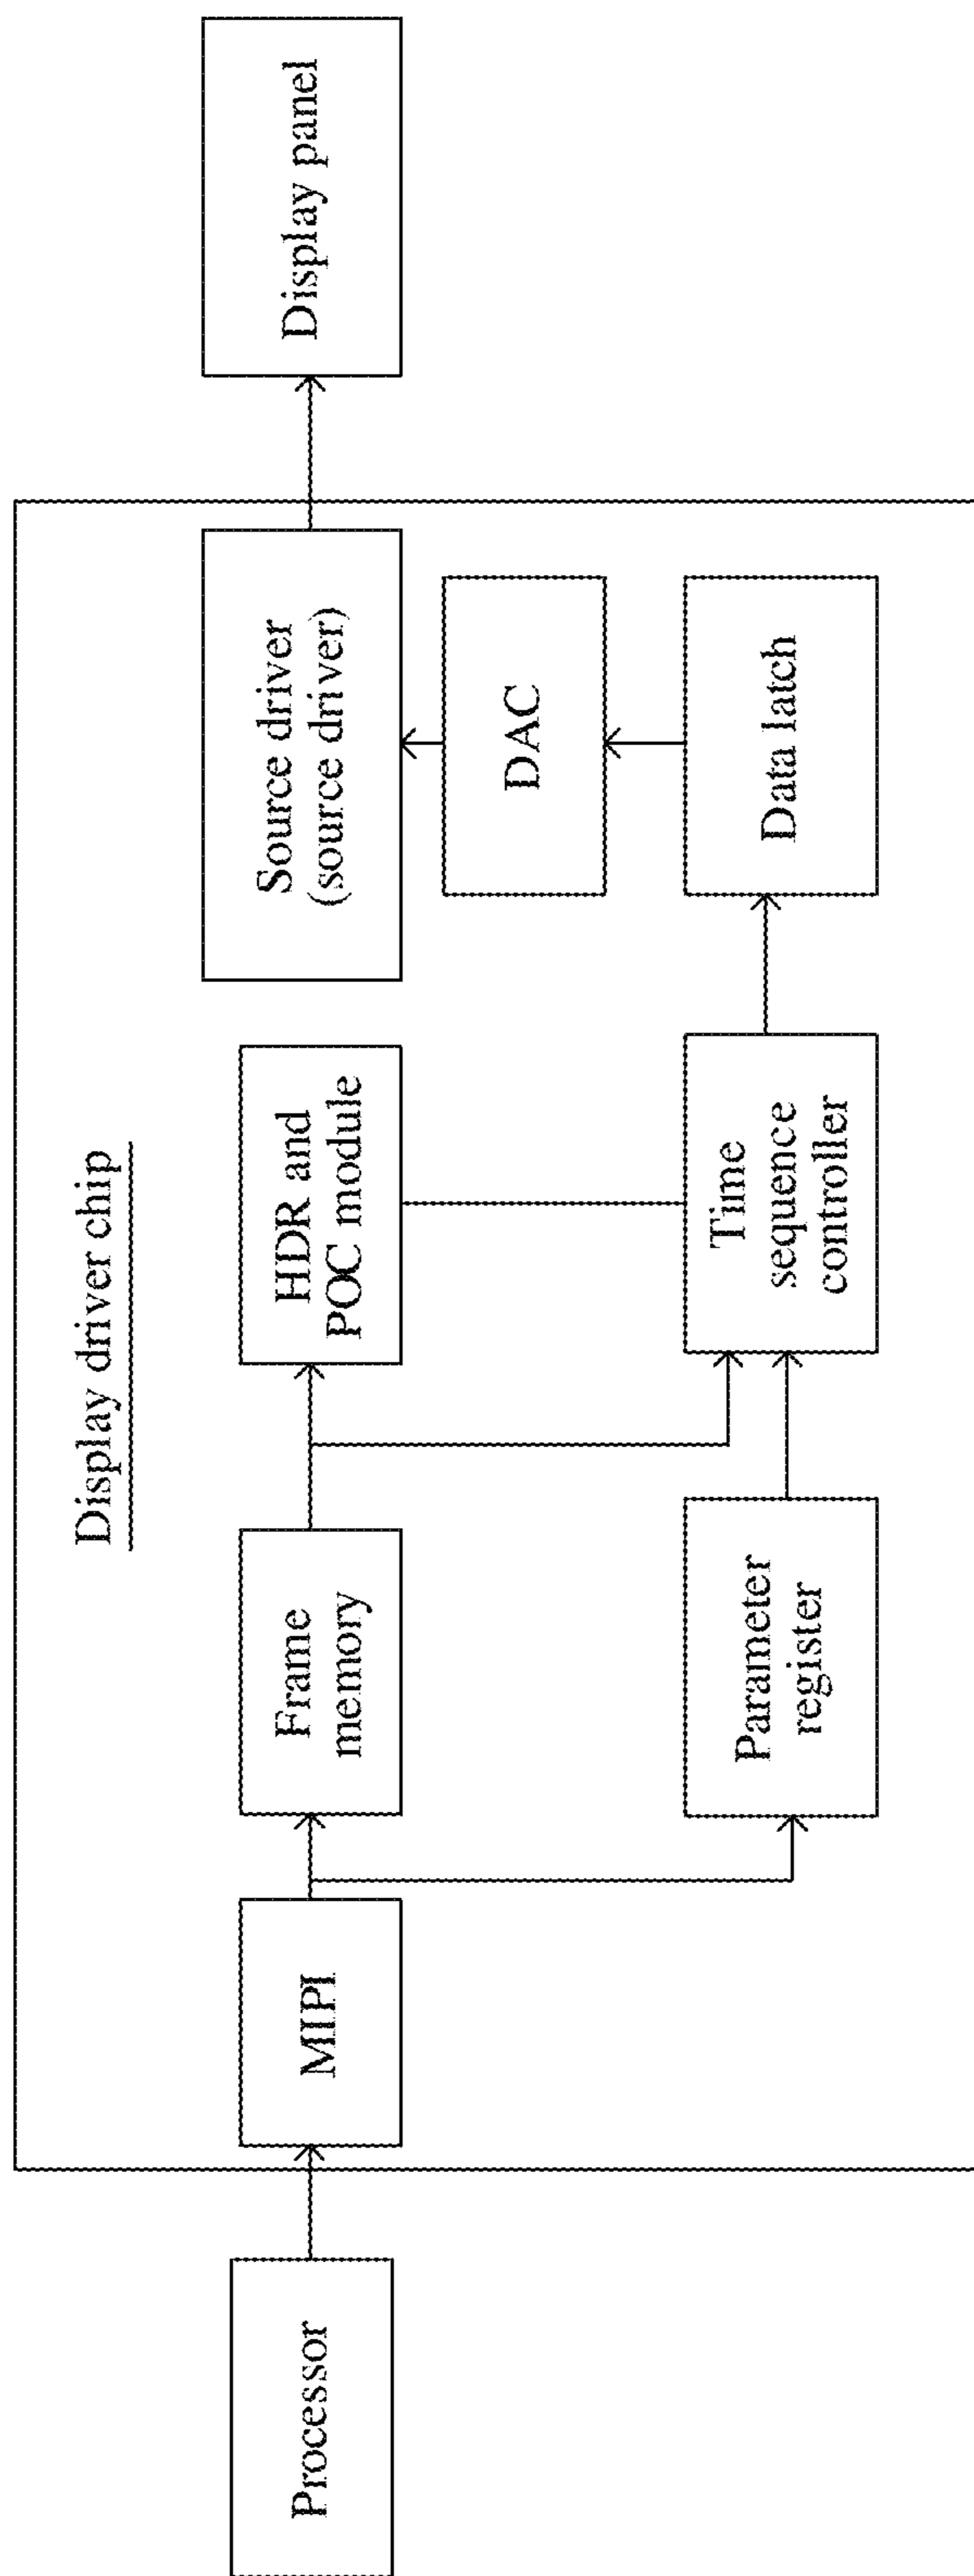 Display driver chip
Processor
MIPI
Frame
memory
HDR and
POC module
Source driver
(source driver)
Display panel
DAC
Parameter
register
Time
sequence
controller
Data latch